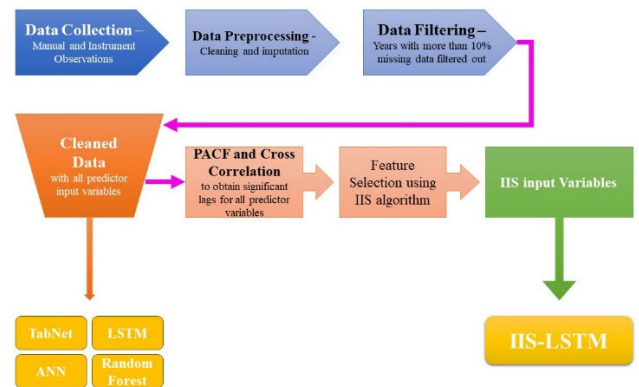 Data Collection –
Manual and Instrument
Observations
Data Preprocessing -
Cleaning and imputation
Data Filtering –
Years with more than 10%
missing data filtered out
Cleaned
Data
with all predictor
input variables
PACF and Cross
Correlation
to obtain significant
lags for all predictor
variables
Feature
Selection using
IIS algorithm
IIS input Variables
TabNet
LSTM
ANN
Random
Forest
IIS-LSTM